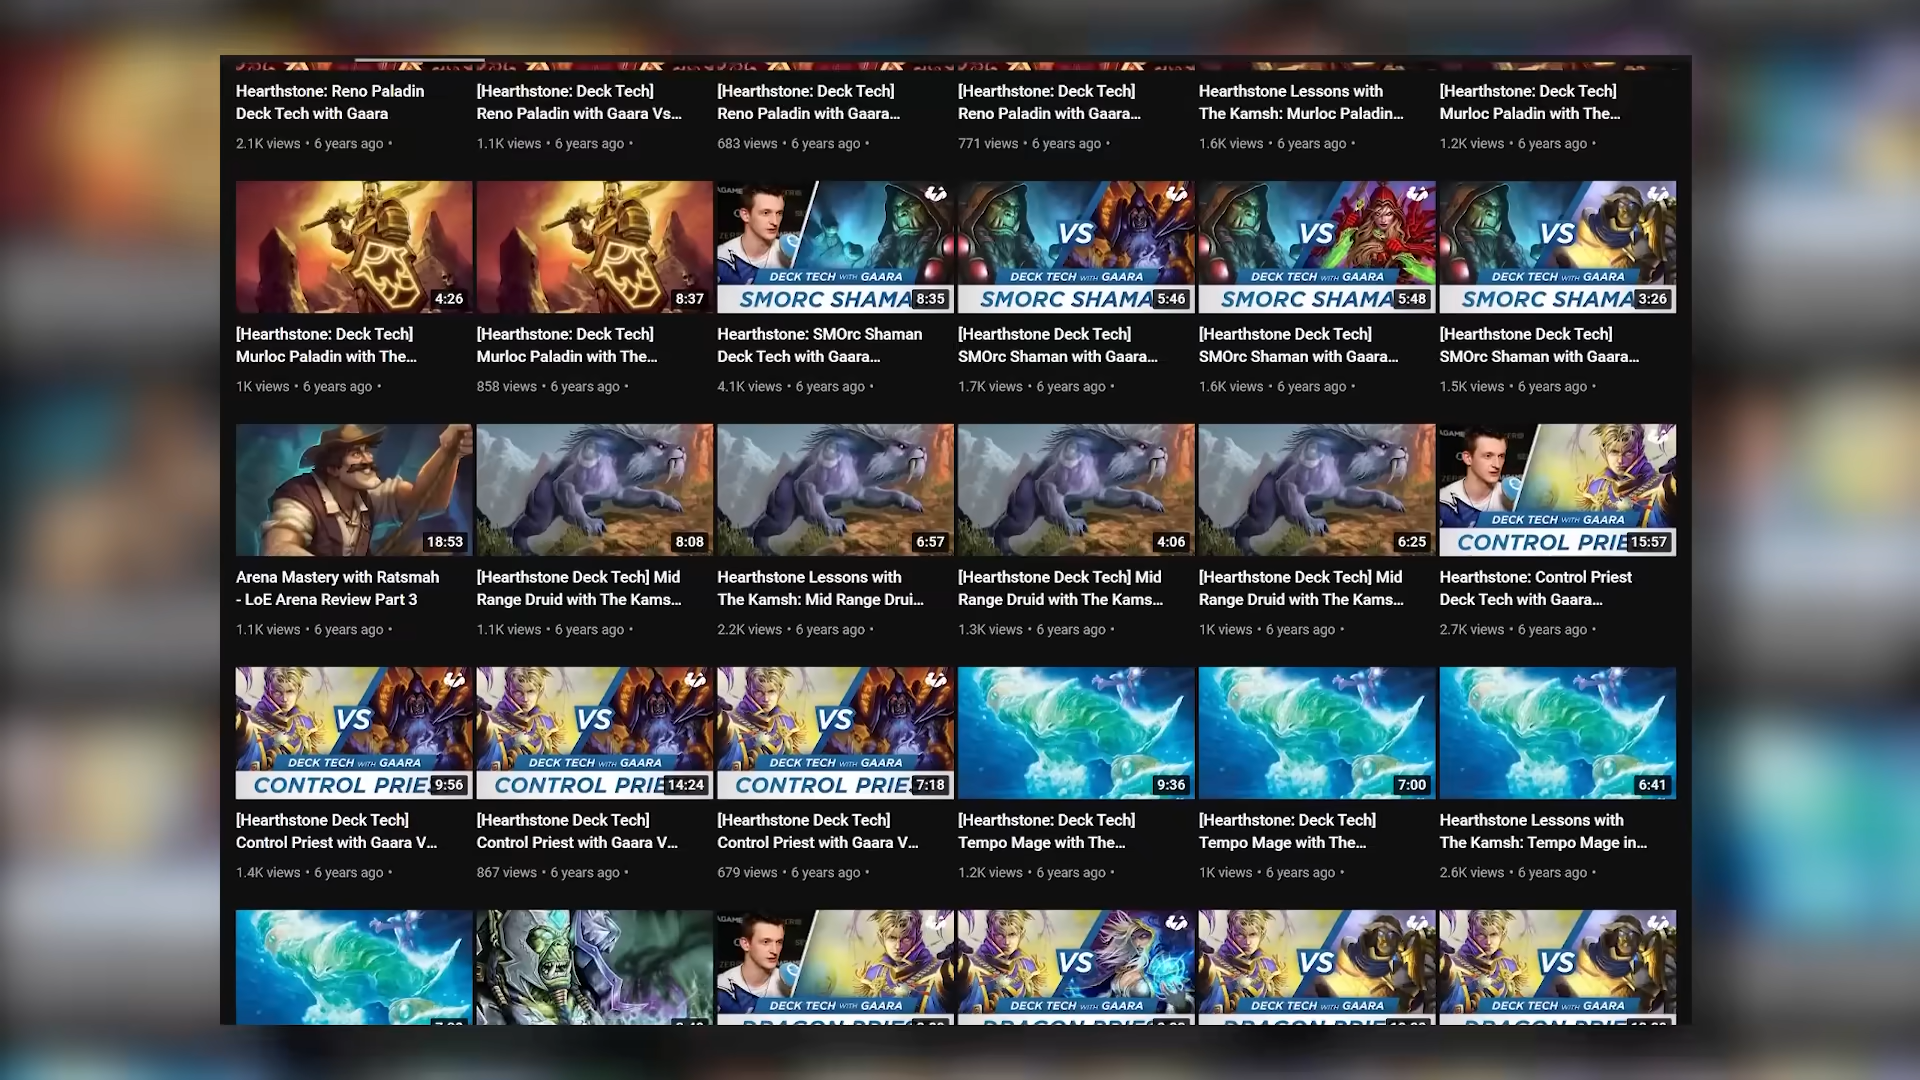 Hearthstone: Reno Paladin
Deck Tech with Gaara
2.1K views • 6 years ago •
[Hearthstone: Deck Tech]
Reno Paladin with Gaara Vs...
1.1K views • 6 years ago •
[Hearthstone: Deck Tech]
Reno Paladin with Gaara...
683 views • 6 years ago •
[Hearthstone: Deck Tech]
Reno Paladin with Gaara...
771 views • 6 years ago •
Hearthstone Lessons with
The Kamsh: Murloc Paladin...
1.6K views • 6 years ago •
[Hearthstone: Deck Tech]
Murloc Paladin with The...
1.2K views • 6 years ago •
4:26
[Hearthstone: Deck Tech]
Murloc Paladin with The...
1K views • 6 years ago •
8:37
[Hearthstone: Deck Tech]
Murloc Paladin with The...
858 views • 6 years ago •
DECK TECH WITH GAARA
SMORC SHAMA
8:35
Hearthstone: SMOrc Shaman
Deck Tech with Gaara...
4.1K views • 6 years ago •
VS
DECK TECH WITH GAARA
SMORC SHAMA
5:46
[Hearthstone Deck Tech]
SMOrc Shaman with Gaara...
1.7K views • 6 years ago •
VS
DECK TECH WITH GAARA
SMORC SHAMA
5:48
[Hearthstone Deck Tech]
SMOrc Shaman with Gaara...
1.6K views • 6 years ago •
VS
DECK TECH WITH GAARA
SMORC SHAMA
3:26
[Hearthstone Deck Tech]
SMOrc Shaman with Gaara...
1.5K views • 6 years ago •
18:53
Arena Mastery with Ratsmah
- LoE Arena Review Part 3
1.1K views • 6 years ago •
8:08
[Hearthstone Deck Tech] Mid
Range Druid with The Kams...
1.1K views • 6 years ago •
6:57
Hearthstone Lessons with
The Kamsh: Mid Range Drui...
2.2K views • 6 years ago •
4:06
[Hearthstone Deck Tech] Mid
Range Druid with The Kams...
1.3K views • 6 years ago •
6:25
[Hearthstone Deck Tech] Mid
Range Druid with The Kams...
1K views • 6 years ago •
DECK TECH WITH GAARA
CONTROL PRIE
15:57
Hearthstone: Control Priest
Deck Tech with Gaara...
2.7K views • 6 years ago •
VS
DECK TECH WITH GAARA
CONTROL PRIE
9:56
[Hearthstone Deck Tech]
Control Priest with Gaara V...
1.4K views • 6 years ago •
VS
DECK TECH WITH GAARA
CONTROL PRIE
14:24
[Hearthstone Deck Tech]
Control Priest with Gaara V...
867 views • 6 years ago •
VS
DECK TECH WITH GAARA
CONTROL PRIE
7:18
[Hearthstone Deck Tech]
Control Priest with Gaara V...
679 views • 6 years ago •
9:36
[Hearthstone: Deck Tech]
Tempo Mage with The...
1.2K views • 6 years ago •
7:00
[Hearthstone: Deck Tech]
Tempo Mage with The...
1K views • 6 years ago •
6:41
Hearthstone Lessons with
The Kamsh: Tempo Mage in...
2.6K views • 6 years ago •
DECK TECH WITH GAARA
DRAGON PRIE
VS
DECK TECH WITH GAARA
DRAGON PRIE
VS
DECK TECH WITH GAARA
DRAGON PRIE
VS
DECK TECH WITH GAARA
DRAGON PRIE